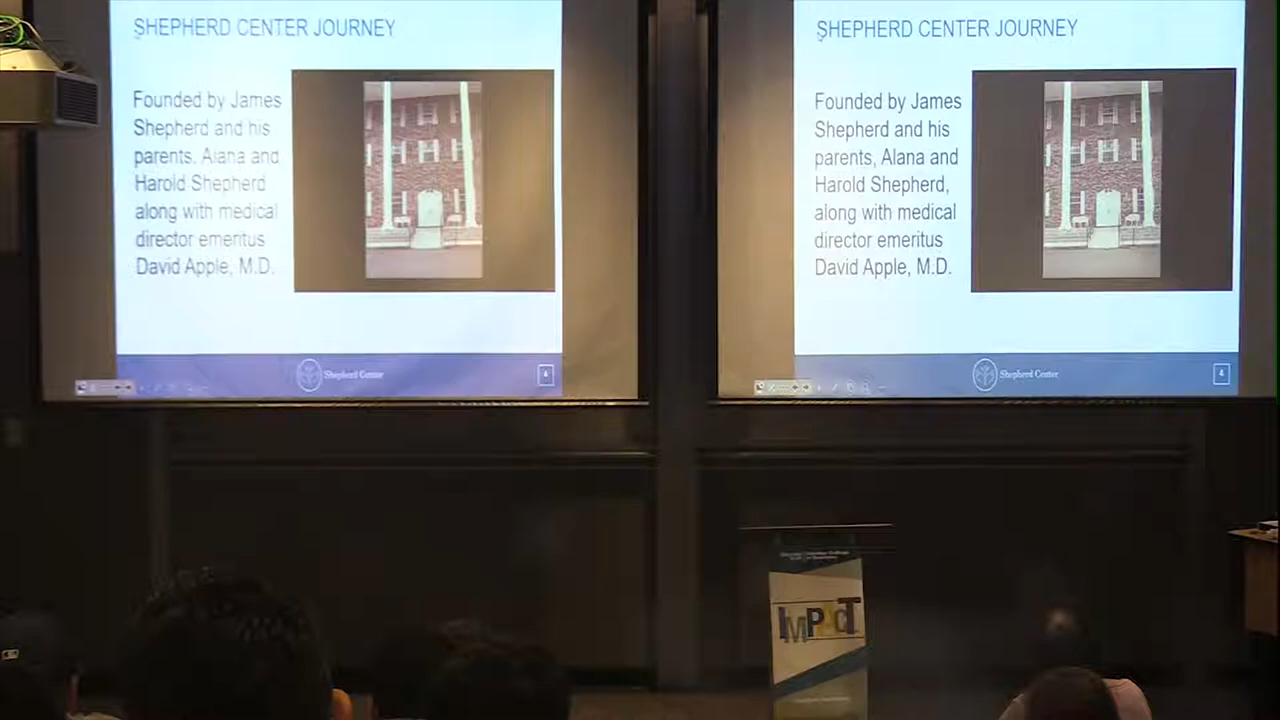 SHEPHERD CENTER JOURNEY
Founded by James
Shepherd and his
parents, Alana and
Harold Shepherd
along with medical
director emeritus
David Apple, M.D.
Shepherd Center
4
SHEPHERD CENTER JOURNEY
Founded by James
Shepherd and his
parents, Alana and
Harold Shepherd,
along with medical
director emeritus
David Apple, M.D.
Shepherd Center
4
IMPACT